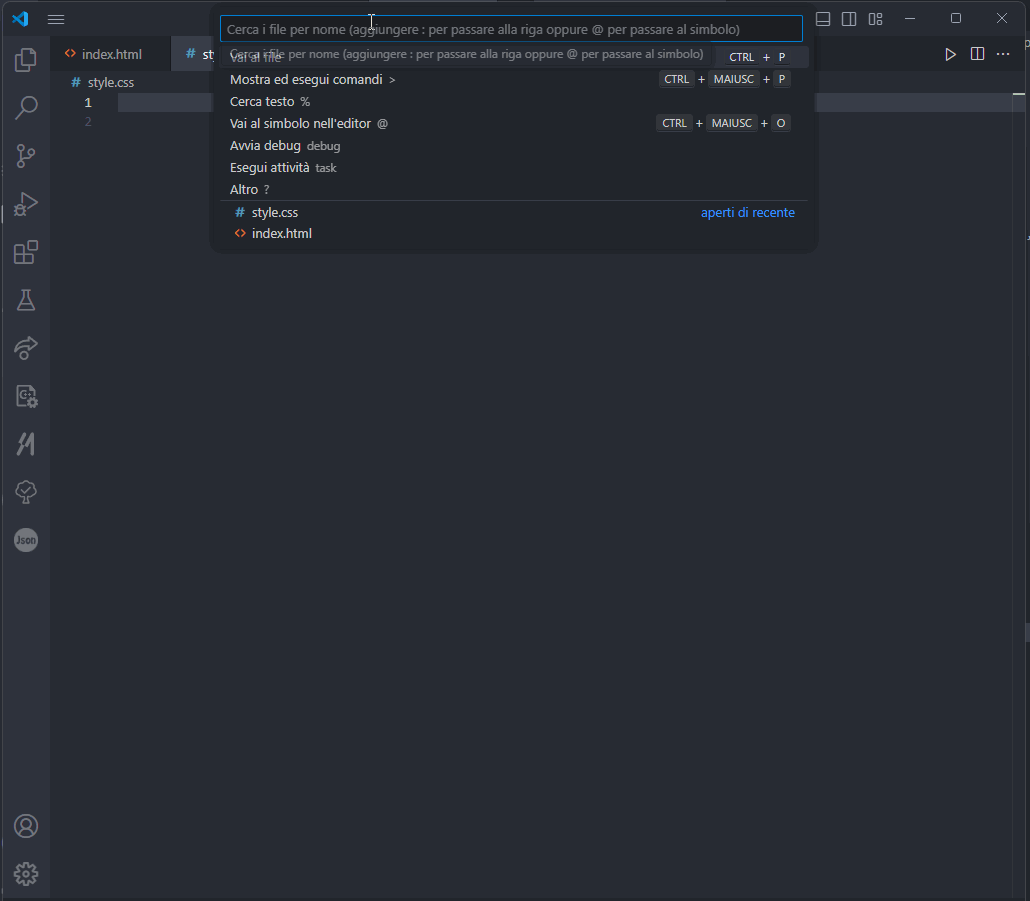 Cerca i file per nome (aggiungere : per passare alla riga oppure @ per passare al simbolo)
index.html
# st
Cerca i file per nome (aggiungere : per passare alla riga oppure @ per passare al simbolo)
Vai al file CTRL + P
# style.css
Mostra ed esegui comandi > CTRL + MAIUSC + P
1
Cerca testo %
2
Vai al simbolo nell'editor @ CTRL + MAIUSC + O
Avvia debug debug
Esegui attività task
Altro ?
# style.css aperti di recente
<> index.html
C++
Json